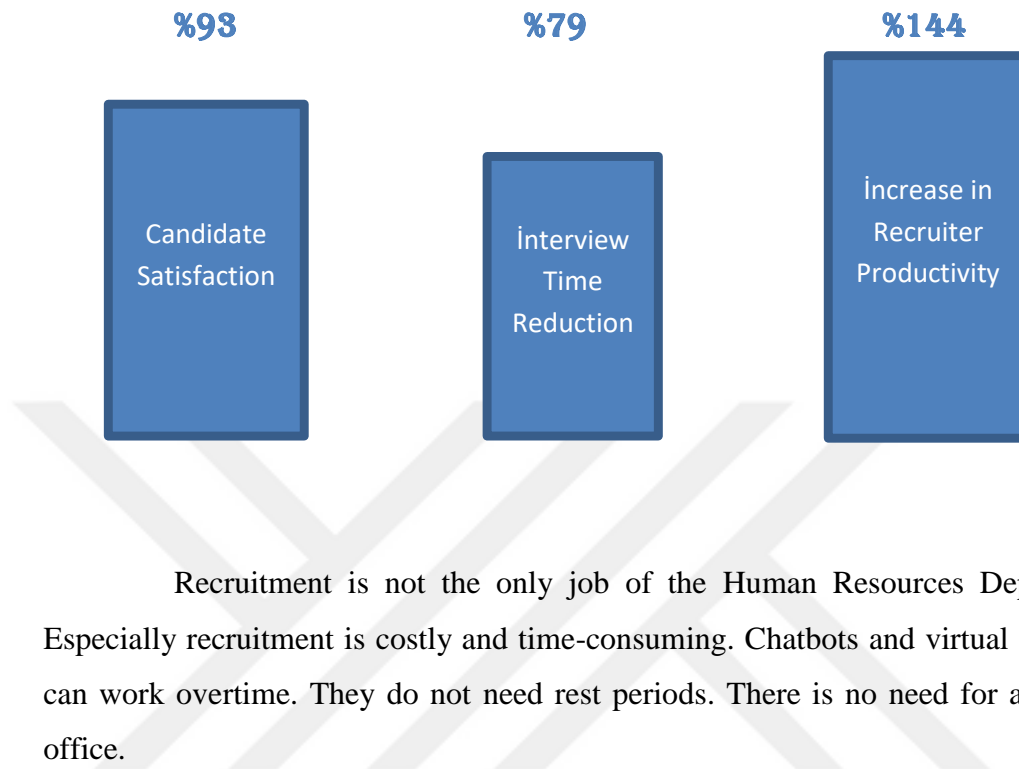 %93 %79 %144
Candidate
Satisfaction
İnterview
Time
Reduction
İncrease in
Recruiter
Productivity
Recruitment is not the only job of the Human Resources
Especially recruitment is costly and time-consuming. Chatbots and virtual
can work overtime. They do not need rest periods. There is no need for a
office.